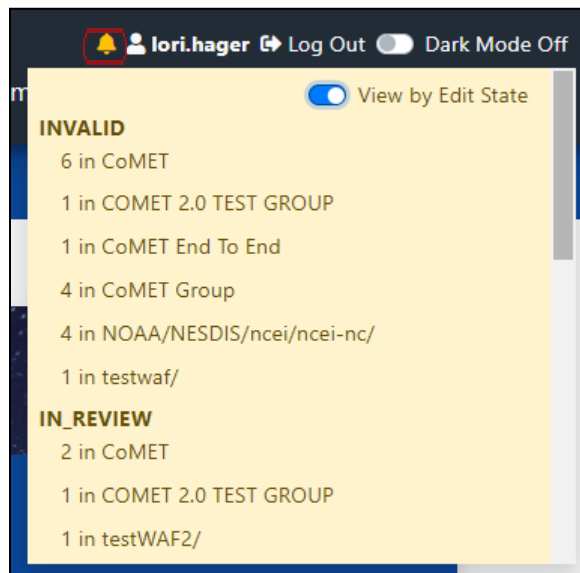 lori.hager Log Out Dark Mode Off
m
View by Edit State
INVALID
6 in CoMET
1 in COMET 2.0 TEST GROUP
1 in CoMET End To End
4 in CoMET Group
4 in NOAA/NESDIS/ncei/ncei-nc/
1 in testwaf/
IN_REVIEW
2 in CoMET
1 in COMET 2.0 TEST GROUP
1 in testWAF2/